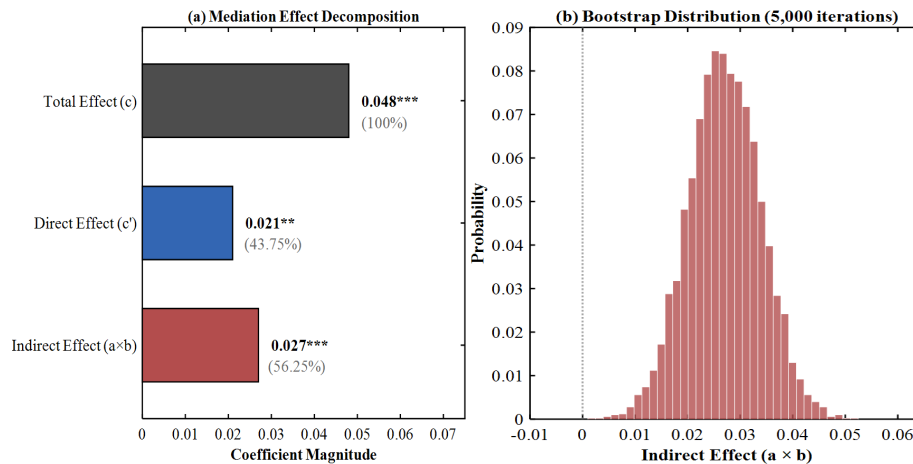 (a) Mediation Effect Decomposition
Total Effect (c)
0.048***
(100%)
Direct Effect (c')
0.021**
(43.75%)
Indirect Effect (a×b)
0.027***
(56.25%)
0 0.01 0.02 0.03 0.04 0.05 0.06 0.07
Coefficient Magnitude
(b) Bootstrap Distribution (5,000 iterations)
0.09
0.08
0.07
0.06
0.05
0.04
0.03
0.02
0.01
0
Probability
-0.01 0 0.01 0.02 0.03 0.04 0.05 0.06
Indirect Effect (a × b)